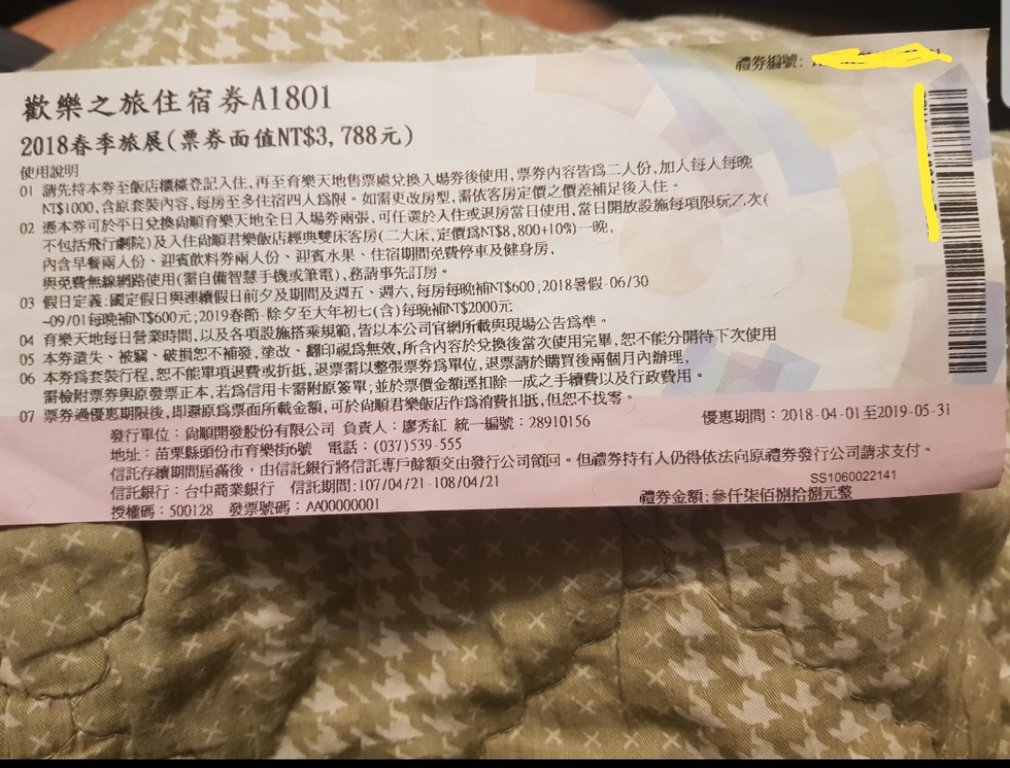 禮券編號:
歡樂之旅住宿券A1801
2018春季旅展(票券面值NT$3,788元)
使用說明
01 請先持本券至飯店櫃檯登記入住,再至育樂天地售票處兌換入場券後使用,票券內容皆為二人份,加人每人每晚
NT$1000,含原套裝內容,每房至多住宿四人為限。如需更改房型,需依客房定價之價差補足後入住。
02 憑本券可於平日兌換尚順育樂天地全日入場券兩張,可任選於入住或退房當日使用,當日開放設施每項限玩乙次(
不包括飛行劇院)及入住尚順君樂飯店經典雙床客房(二大床,定價為NT$8,800+10%)一晚,
內含早餐兩人份、迎賓飲料券兩人份、迎賓水果、住宿期間免費停車及健身房,
與免費無線網路使用(需自備智慧手機或筆電),務請事先訂房。
03 假日定義:國定假日與連續假日前夕及期間及週五、週六,每房每晚補NT$600;2018暑假-06/30
~09/01每晚補NT$600元;2019春節-除夕至大年初七(含)每晚補NT$2000元
04 育樂天地每日營業時間,以及各項設施搭乘規範,皆以本公司官網所載與現場公告為準。
05 本券遺失、被竊、破損恕不補發,塗改、翻印視為無效,所含內容於兌換後當次使用完畢,恕不能分開待下次使用
06 本券為套裝行程,恕不能單項退費或折抵,退票需以整張票券為單位,退票請於購買後兩個月內辦理,
需檢附票券與原發票正本,若為信用卡需附原簽單;並於票價金額逕扣除一成之手續費以及行政費用。
07 票券過優惠期限後,即還原為票面所載金額,可於尚順君樂飯店作為消費扣抵,但恕不找零。
發行單位:尚順開發股份有限公司 負責人:廖秀紅 統一編號:28910156
優惠期間:2018-04-01至2019-05-31
地址:苗栗縣頭份市育樂街6號 電話:(037)539-555
信託存續期間屆滿後,由信託銀行將信託專戶餘額交由發行公司領回。但禮券持有人仍得依法向原禮券發行公司請求支付。
信託銀行:台中商業銀行 信託期間:107/04/21-108/04/21
SS1060022141
授權碼:500128 發票號碼:AA00000001
禮券金額:參仟柒佰捌拾捌元整